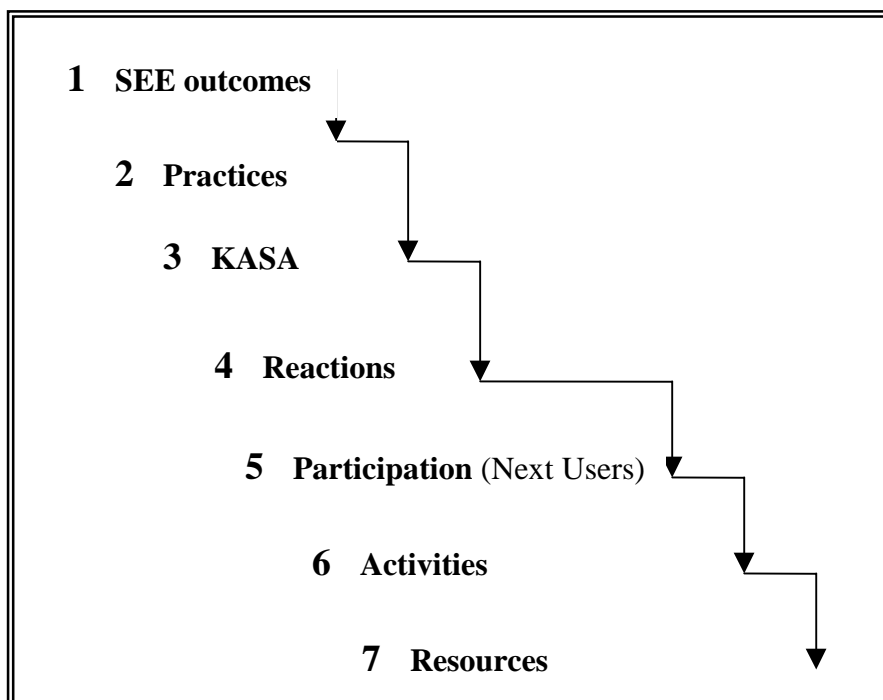 1 SEE outcomes
2 Practices
3 KASA
4 Reactions
5 Participation (Next Users)
6 Activities
7 Resources